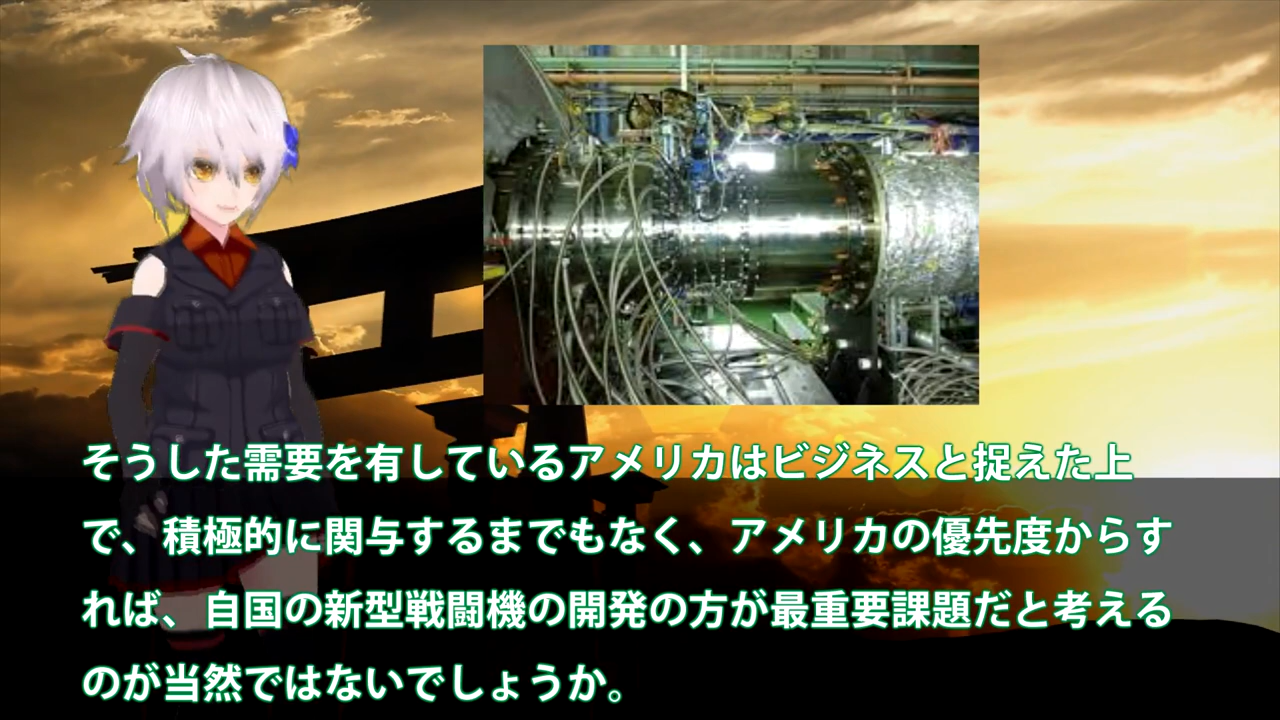 そうした需要を有しているアメリカはビジネスと捉えた上
で、積極的に関与するまでもなく、アメリカの優先度からす
れば、自国の新型戦闘機の開発の方が最重要課題だと考える
のが当然ではないでしょうか。